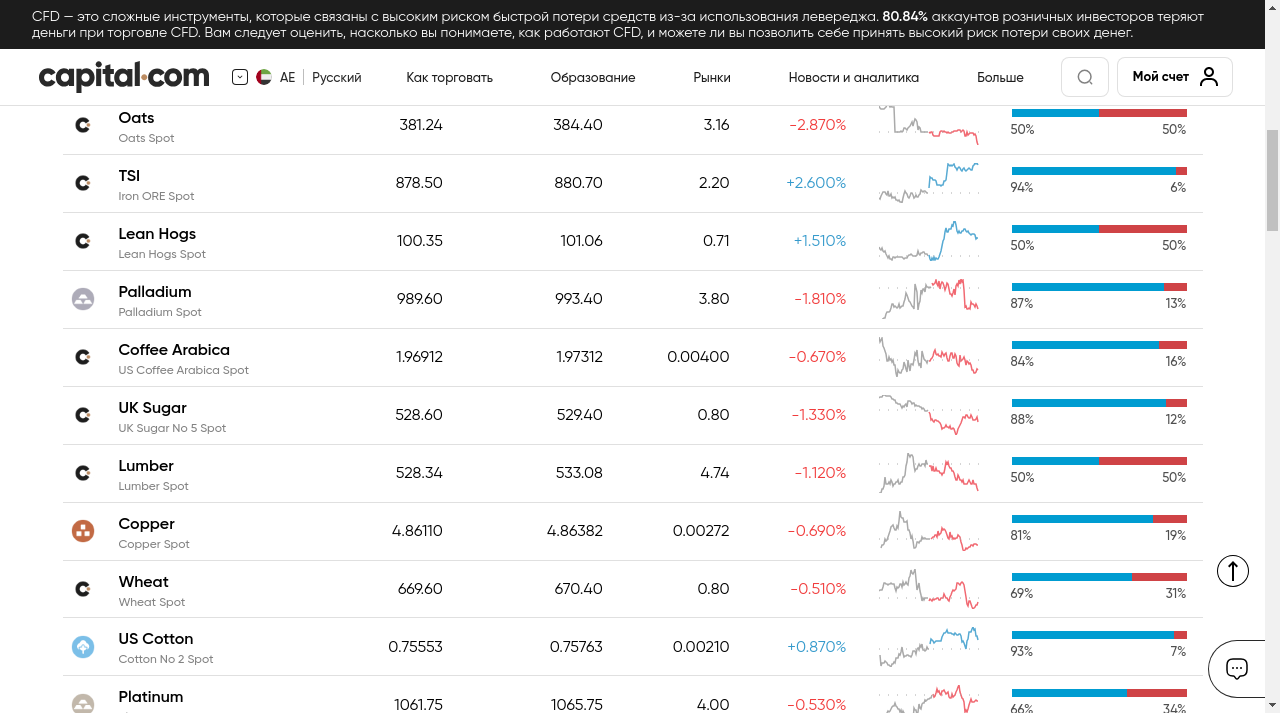 CFD — это сложные инструменты, которые связаны с высоким риском быстрой потери средств из-за использования левереджа. 80.84% аккаунтов розничных инвесторов теряют
деньги при торговле CFD. Вам следует оценить, насколько вы понимаете, как работают CFD, и можете ли вы позволить себе принять высокий риск потери своих денег.
capital.com AE Русский Как торговать Образование Рынки Новости и аналитика Больше Мой счет
Oats 381.24 384.40 3.16 -2.870%
Oats Spot 50% 50%
TSI 878.50 880.70 2.20 +2.600%
Iron ORE Spot 94% 6%
Lean Hogs 100.35 101.06 0.71 +1.510%
Lean Hogs Spot 50% 50%
Palladium 989.60 993.40 3.80 -1.810%
Palladium Spot 87% 13%
Coffee Arabica 1.96912 1.97312 0.00400 -0.670%
US Coffee Arabica Spot 84% 16%
UK Sugar 528.60 529.40 0.80 -1.330%
UK Sugar No 5 Spot 88% 12%
Lumber 528.34 533.08 4.74 -1.120%
Lumber Spot 50% 50%
Copper 4.86110 4.86382 0.00272 -0.690%
Copper Spot 81% 19%
Wheat 669.60 670.40 0.80 -0.510%
Wheat Spot 69% 31%
US Cotton 0.75553 0.75763 0.00210 +0.870%
Cotton No 2 Spot 93% 7%
Platinum 1061.75 1065.75 4.00 -0.530%
66% 34%